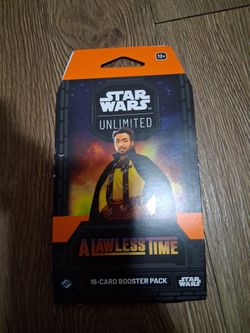 12+
STAR
WARS
UNLIMITED
A LAWLESS TIME
16-CARD BOOSTER PACK
STAR
WARS